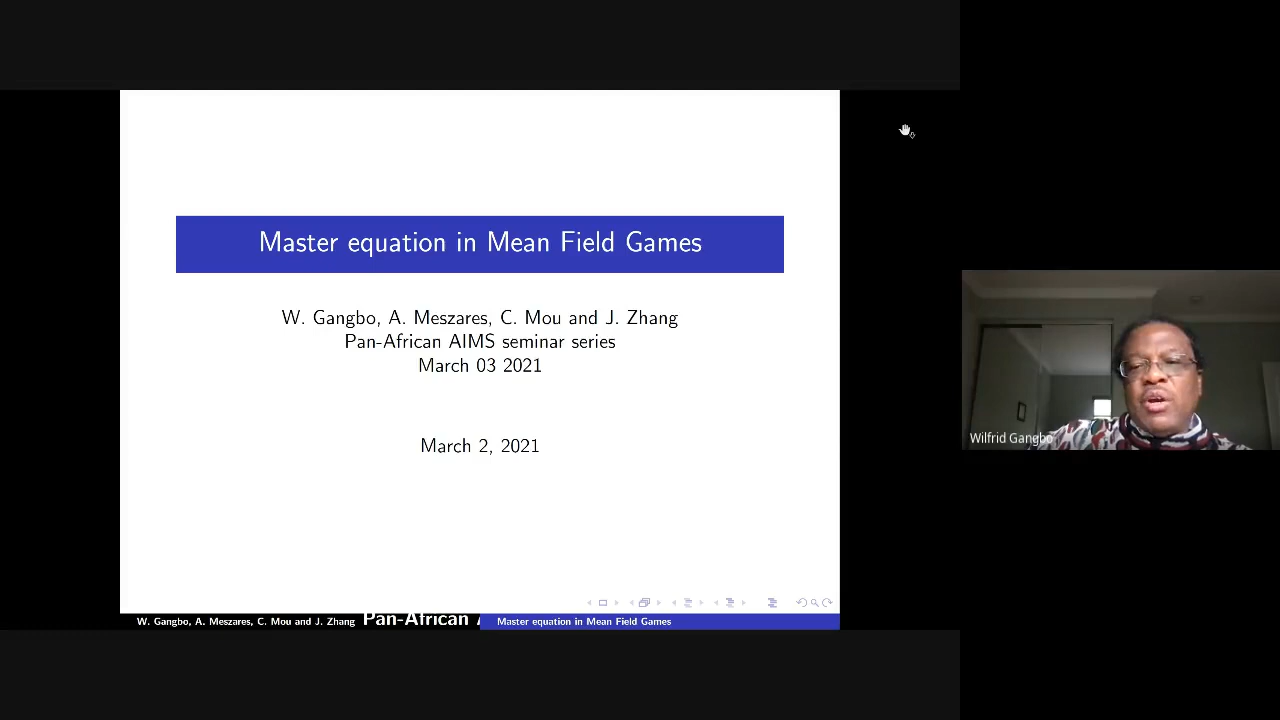 Master equation in Mean Field Games
W. Gangbo, A. Meszares, C. Mou and J. Zhang
Pan-African AIMS seminar series
March 03 2021
March 2, 2021
W. Gangbo, A. Meszares, C. Mou and J. Zhang Pan-African
Master equation in Mean Field Games
Wilfrid Gangbo